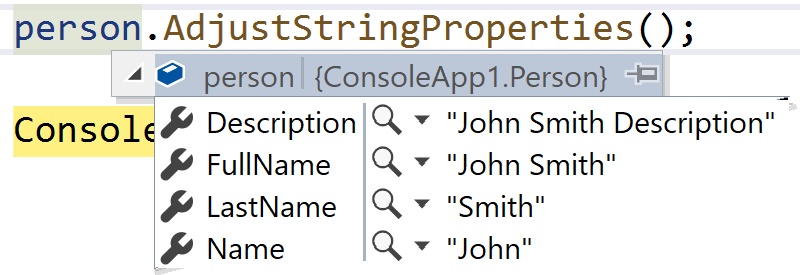 person.AdjustStringProperties();
person {ConsoleApp1.Person}
Console
Description "John Smith Description"
FullName "John Smith"
LastName "Smith"
Name "John"